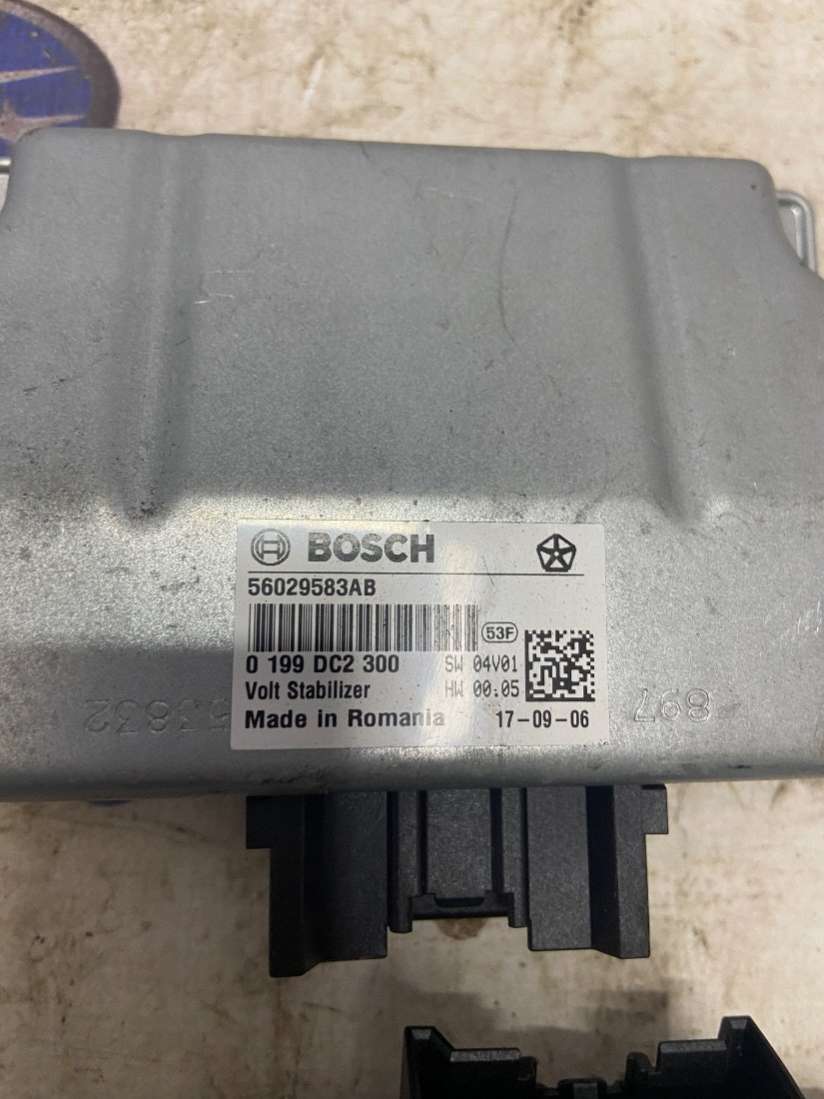 BOSCH
56029583AB
53F
0 199 DC2 300 SW 04V01
Volt Stabilizer HW 00.05
Made in Romania 17-09-06
897